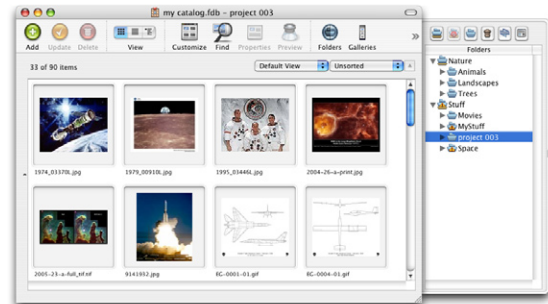 my catalog.fdb - project 003
Add Update Delete View Customize Find Properties Preview Folders Galleries
33 of 90 items Default View Unsorted
1974_03370L.jpg 1979_00910L.jpg 1995_03446L.jpg 2004-26-a-print.jpg
2005-23-a-full_tif.tif 9141932.jpg EG-0001-01.gif EG-0004-01.gif
Folders
Nature
Animals
Landscapes
Trees
Stuff
Movies
MyStuff
project 003
Space